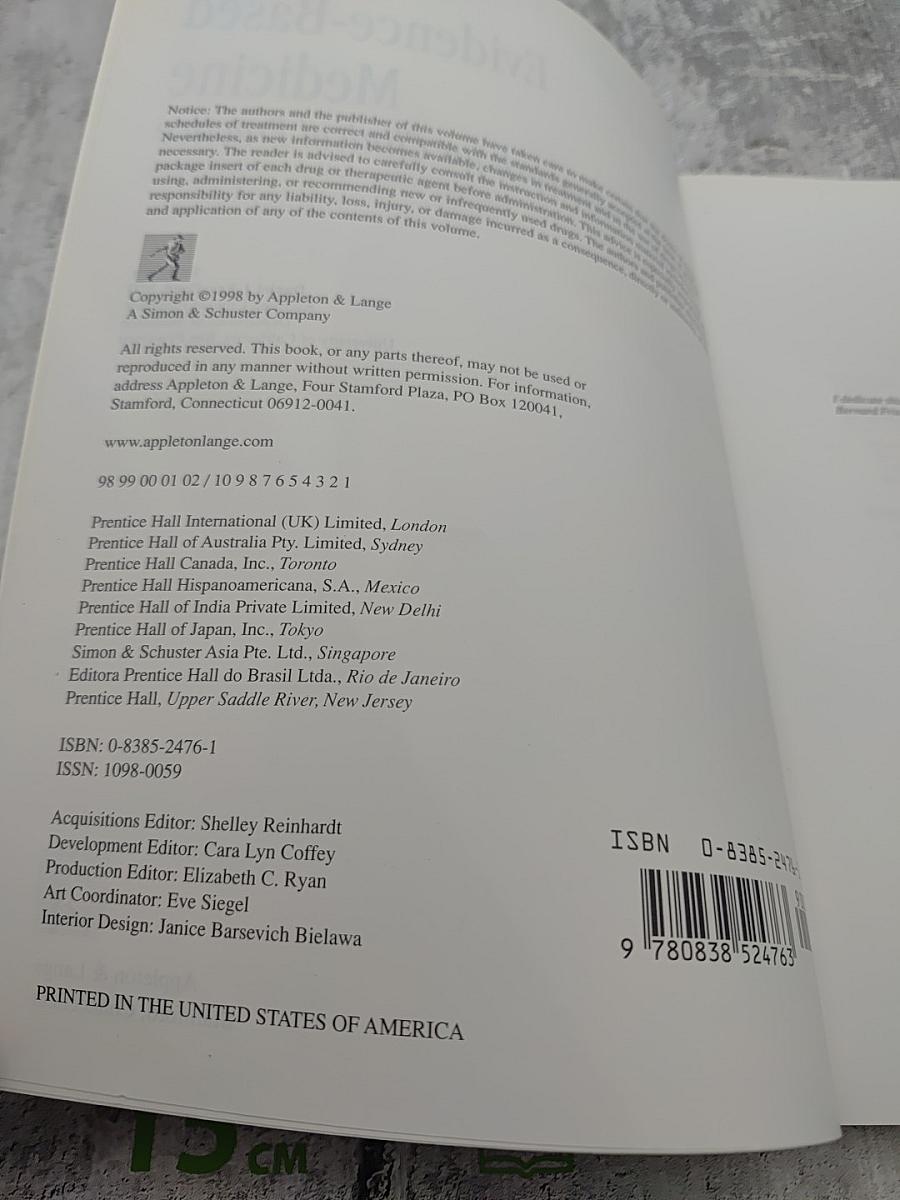 Evidence-Based
Medicine
Notice: The authors and the publisher of this volume have taken care to make
schedules of treatment are correct and compatible with the standards generally
Nevertheless, as new information becomes available, changes in treatment and in the
necessary. The reader is advised to carefully consult the instruction and information
package insert of each drug or therapeutic agent before administration. This advice is
using, administering, or recommending new or infrequently used drugs. The authors
responsibility for any liability, loss, injury, or damage incurred as a consequence, directly or
and application of any of the contents of this volume.
Copyright ©1998 by Appleton & Lange
A Simon & Schuster Company
All rights reserved. This book, or any parts thereof, may not be used or
reproduced in any manner without written permission. For information,
address Appleton & Lange, Four Stamford Plaza, PO Box 120041,
Stamford, Connecticut 06912-0041.
www.appletonlange.com
98 99 00 01 02 / 10 9 8 7 6 5 4 3 2 1
Prentice Hall International (UK) Limited, London
Prentice Hall of Australia Pty. Limited, Sydney
Prentice Hall Canada, Inc., Toronto
Prentice Hall Hispanoamericana, S.A., Mexico
Prentice Hall of India Private Limited, New Delhi
Prentice Hall of Japan, Inc., Tokyo
Simon & Schuster Asia Pte. Ltd., Singapore
Editora Prentice Hall do Brasil Ltda., Rio de Janeiro
Prentice Hall, Upper Saddle River, New Jersey
ISBN: 0-8385-2476-1
ISSN: 1098-0059
Acquisitions Editor: Shelley Reinhardt
Development Editor: Cara Lyn Coffey
Production Editor: Elizabeth C. Ryan
Art Coordinator: Eve Siegel
Interior Design: Janice Barsevich Bielawa
ISBN 0-8385-2476-
9 780838 524763
Appleton & Lange
PRINTED IN THE UNITED STATES OF AMERICA
I dedicate
15 CM